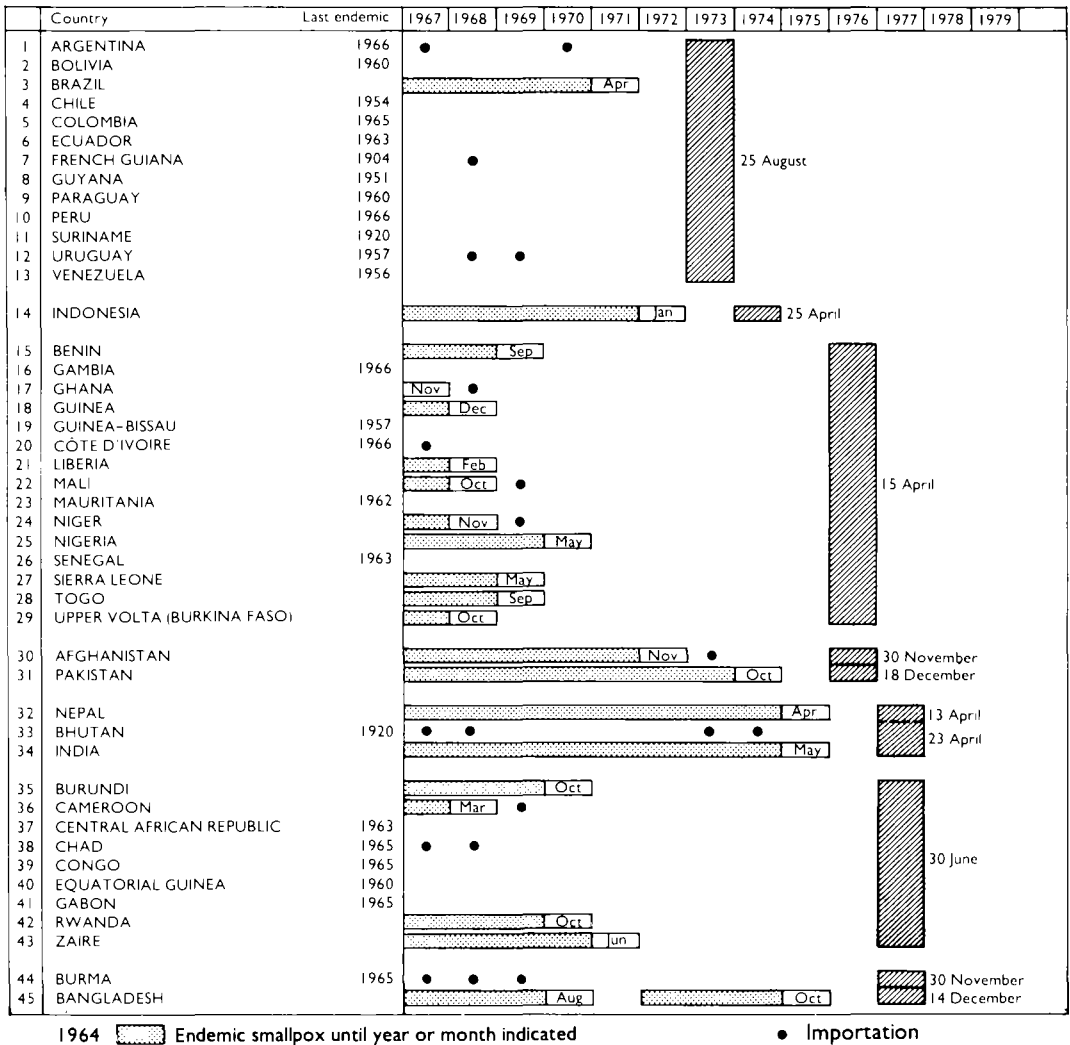 Country Last endemic 1967 1968 1969 1970 1971 1972 1973 1974 1975 1976 1977 1978 1979
1 ARGENTINA 1966
2 BOLIVIA 1960
3 BRAZIL Apr
4 CHILE 1954
5 COLOMBIA 1965
6 ECUADOR 1963
7 FRENCH GUIANA 1904 25 August
8 GUYANA 1951
9 PARAGUAY 1960
10 PERU 1966
11 SURINAME 1920
12 URUGUAY 1957
13 VENEZUELA 1956
14 INDONESIA Jan 25 April
15 BENIN Sep
16 GAMBIA 1966
17 GHANA Nov
18 GUINEA Dec
19 GUINEA-BISSAU 1957
20 CÔTE D'IVOIRE 1966
21 LIBERIA Feb
22 MALI Oct 15 April
23 MAURITANIA 1962
24 NIGER Nov
25 NIGERIA May
26 SENEGAL 1963
27 SIERRA LEONE May
28 TOGO Sep
29 UPPER VOLTA (BURKINA FASO) Oct
30 AFGHANISTAN Nov 30 November
31 PAKISTAN Oct 18 December
32 NEPAL Apr 13 April
33 BHUTAN 1920 23 April
34 INDIA May
35 BURUNDI Oct
36 CAMEROON Mar
37 CENTRAL AFRICAN REPUBLIC 1963
38 CHAD 1965
39 CONGO 1965 30 June
40 EQUATORIAL GUINEA 1960
41 GABON 1965
42 RWANDA Oct
43 ZAIRE Jun
44 BURMA 1965 30 November
45 BANGLADESH Aug Oct 14 December
1964 Endemic smallpox until year or month indicated Importation